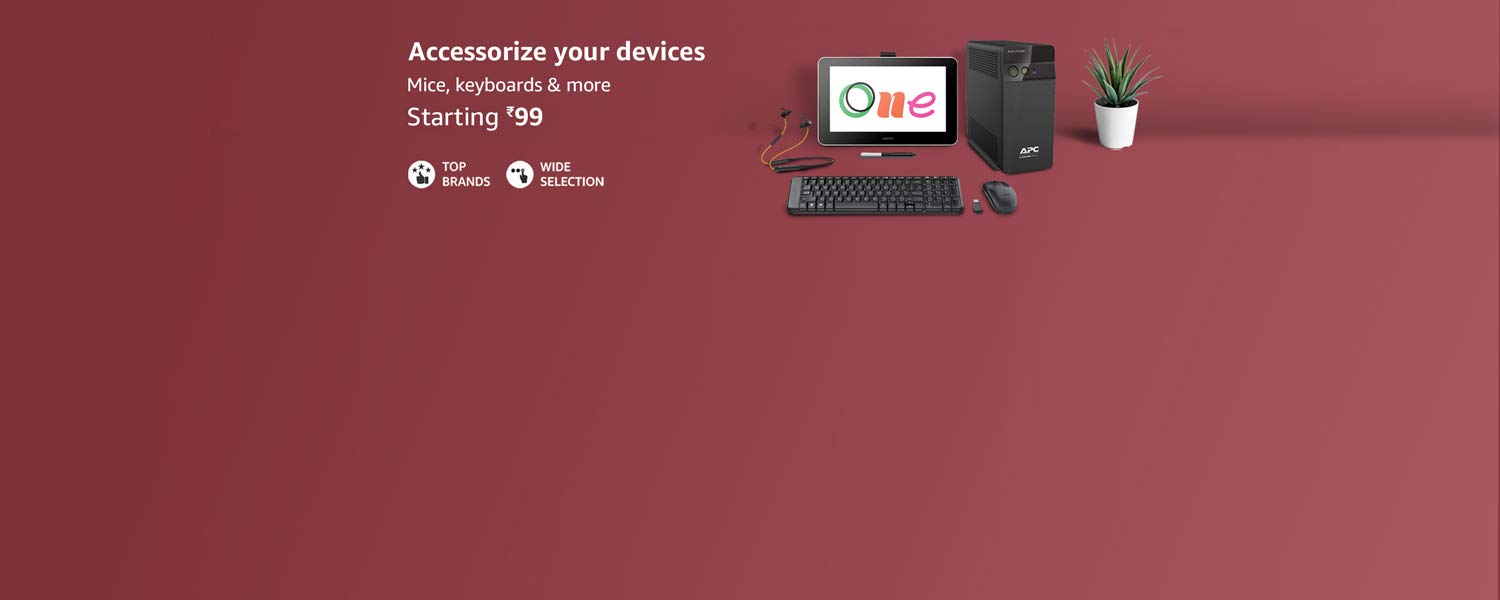 Accessorize your devices
Mice, keyboards & more
Starting ₹99
TOP
BRANDS
WIDE
SELECTION
One
APC